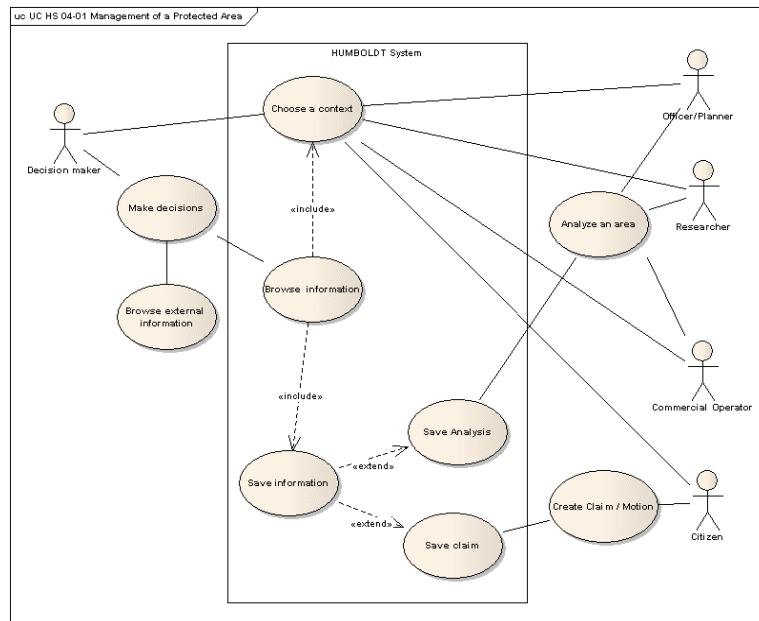 uc UC HS 04-01 Management of a Protected Area
HUMBOLDT System
Choose a context
Officer/Planner
Decision maker
«include»
Make decisions
Analyze an area
Researcher
Browse information
Browse external
information
«include»
Commercial Operator
Save Analysis
«extend»
Save information
Create Claim / Motion
«extend»
Citizen
Save claim